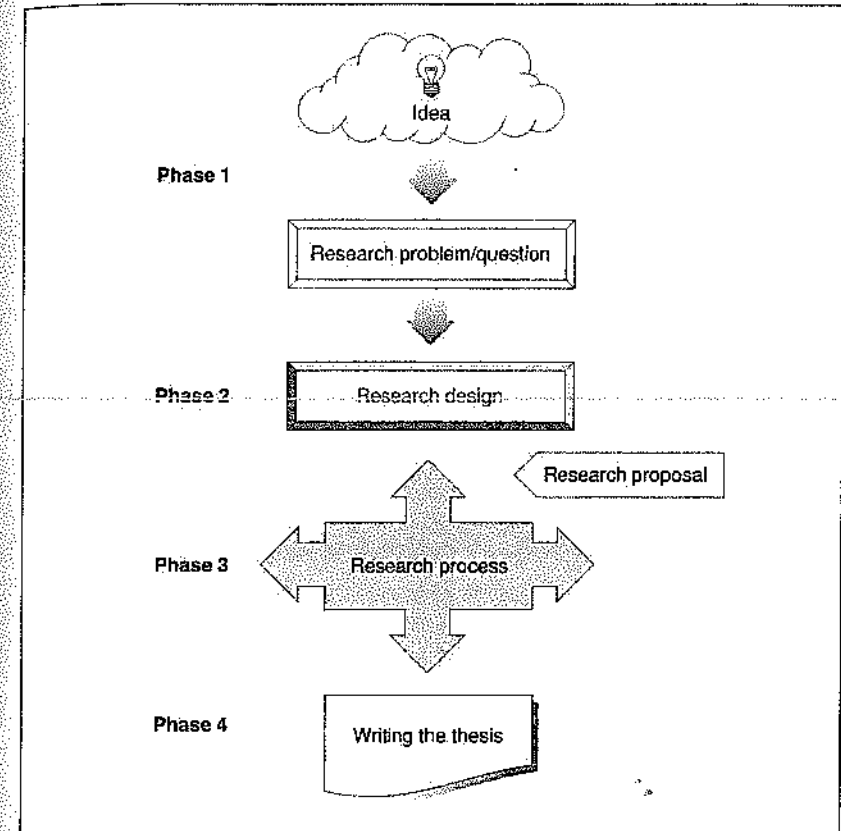 Idea
Phase 1
Research problem/question
Phase 2
Research design
Research proposal
Phase 3
Research process
Phase 4
Writing the thesis